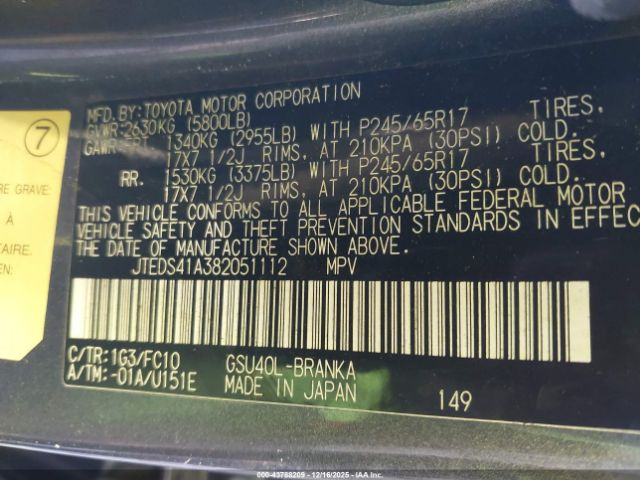 MFD. BY: TOYOTA MOTOR CORPORATION
GVWR: 2630KG (5800LB)
GAWR: FRT. 1340KG (2955LB) WITH P245/65R17 TIRES,
17X7 1/2J RIMS, AT 210KPA (30PSI) COLD.
RR. 1530KG (3375LB) WITH P245/65R17 TIRES,
17X7 1/2J RIMS, AT 210KPA (30PSI) COLD.
THIS VEHICLE CONFORMS TO ALL APPLICABLE FEDERAL MOTOR
VEHICLE SAFETY AND THEFT PREVENTION STANDARDS IN EFFEC
THE DATE OF MANUFACTURE SHOWN ABOVE.
JTEDS41A382051112 MPV
C/TR: 1G3/FC10 GSU40L-BRANKA
A/TM: -01A/U151E MADE IN JAPAN
149
7
RE GRAVE:
À
AIRE.
EN:
000-43788209 - 12/16/2025 - IAAI.com